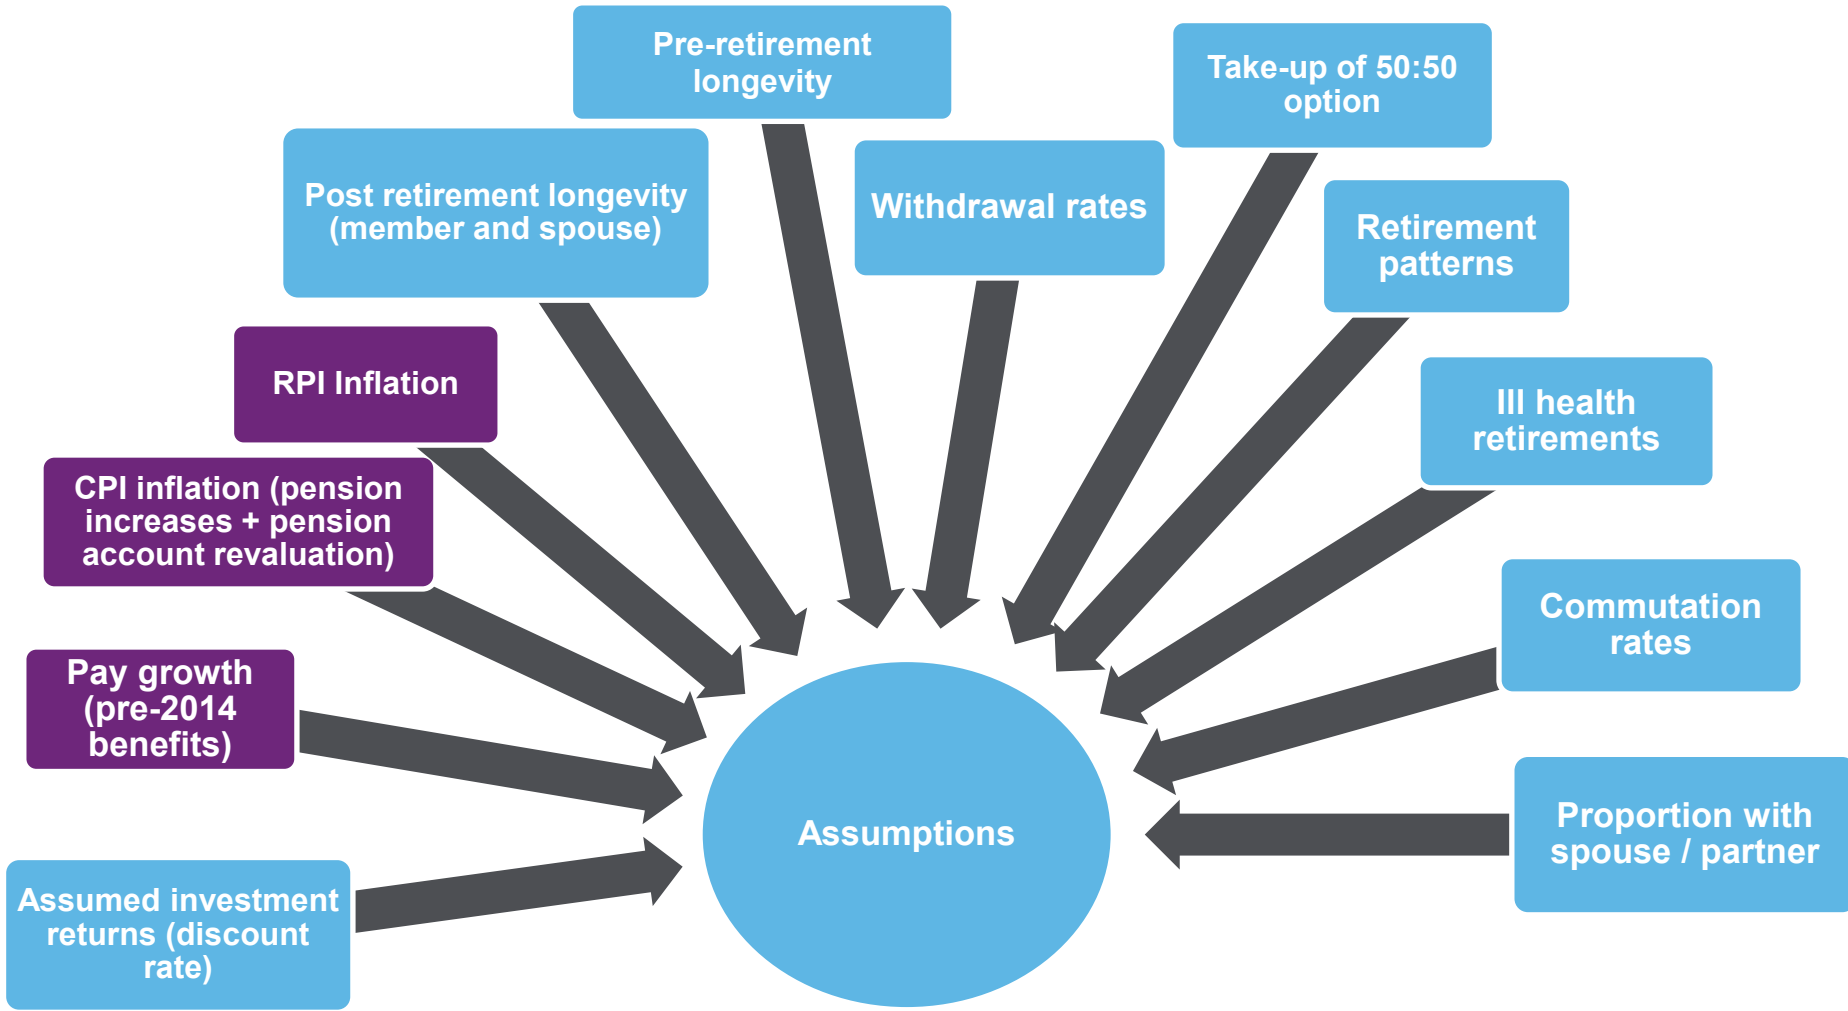 Pre-retirement
longevity
Take-up of 50:50
option
Post retirement longevity
(member and spouse)
Withdrawal rates
Retirement
patterns
RPI Inflation
Ill health
retirements
CPI inflation (pension
increases + pension
account revaluation)
Commutation
rates
Pay growth
(pre-2014
benefits)
Assumptions
Proportion with
spouse / partner
Assumed investment
returns (discount
rate)